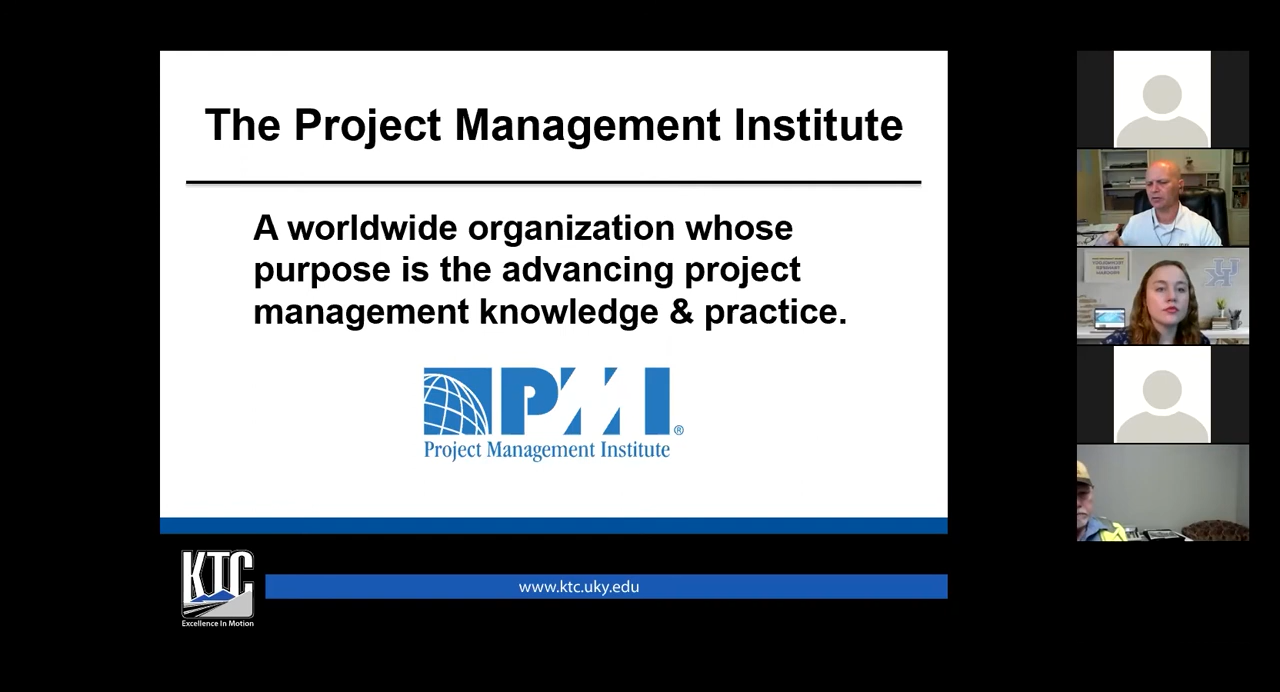 The Project Management Institute
A worldwide organization whose
purpose is the advancing project
management knowledge & practice.
PMI®
Project Management Institute
KTC
Excellence In Motion
www.ktc.uky.edu
UK